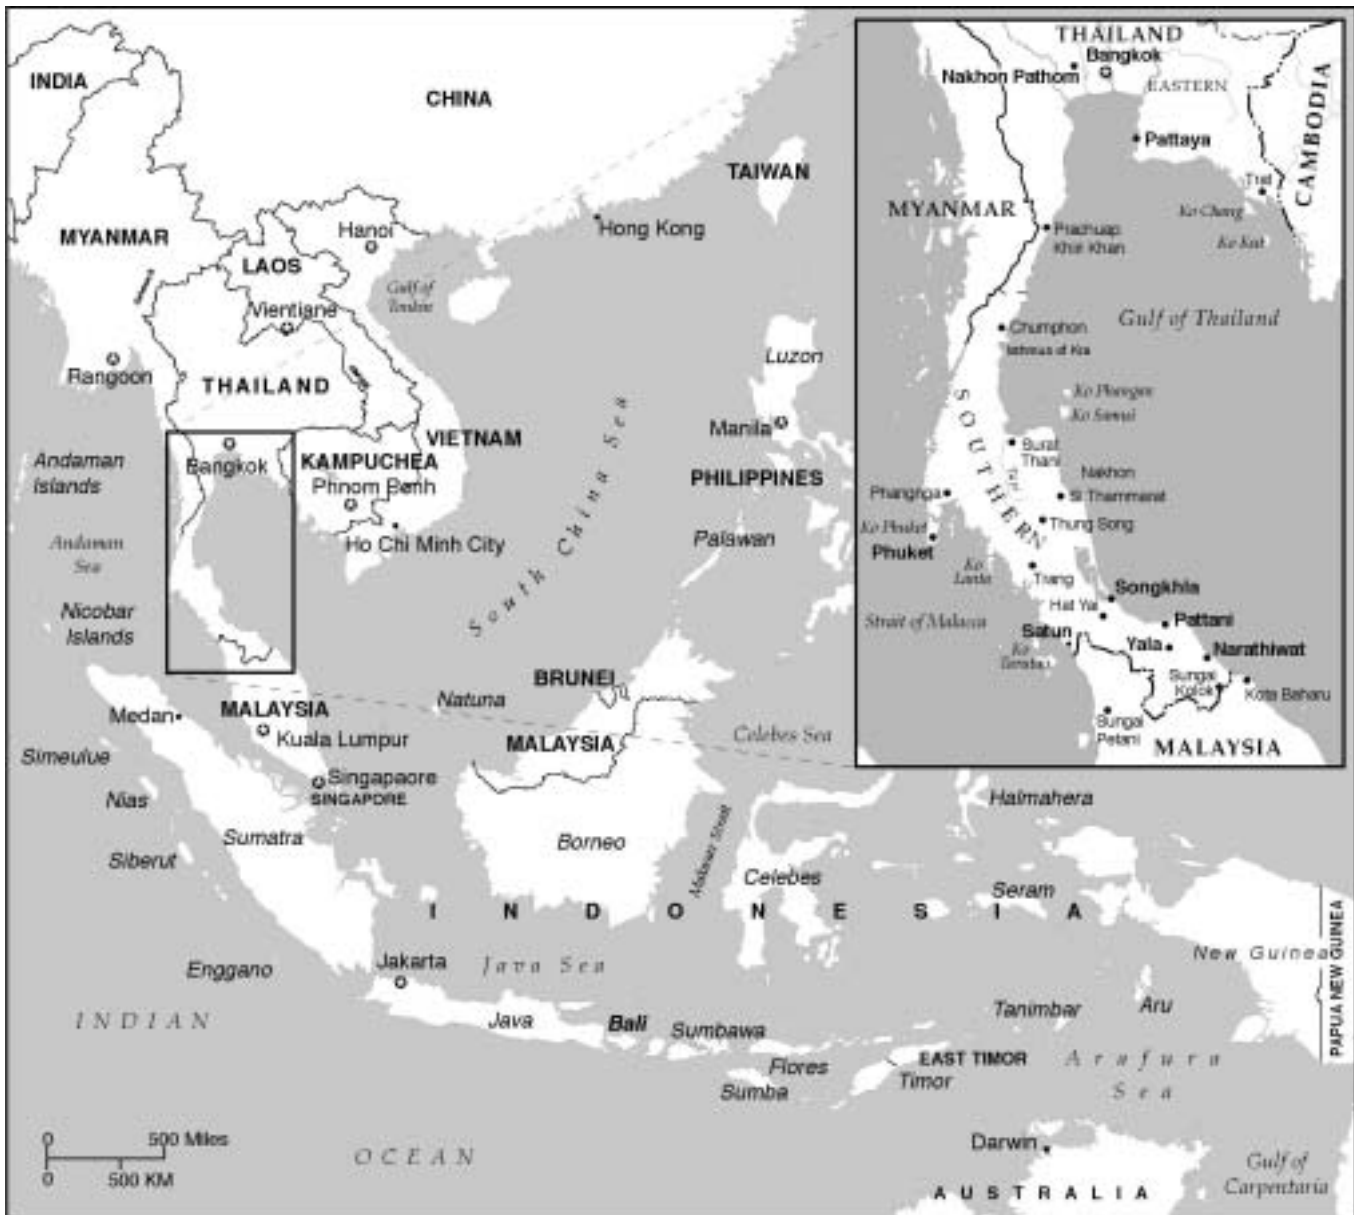 INDIA
CHINA
TAIWAN
MYANMAR
Hanoi
Hong Kong
LAOS
Gulf of
Tonkin
Vientiane
Rangoon
THAILAND
Luzon
Manila
VIETNAM
Bangkok
KAMPUCHEA
Phnom Penh
PHILIPPINES
Andaman
Islands
Ho Chi Minh City
Palawan
Andaman
Sea
South China Sea
Nicobar
Islands
BRUNEI
Natuna
Medan
MALAYSIA
Kuala Lumpur
MALAYSIA
Celebes Sea
Simeulue
Singapaore
SINGAPORE
Nias
Halmahera
Sumatra
Borneo
Makassar Strait
Siberut
Celebes
Seram
INDONESIA
New Guinea
PAPUA NEW GUINEA
Enggano
Jakarta
Java Sea
Tanimbar
Aru
INDIAN
Java
Bali
Sumbawa
Flores
EAST TIMOR
Arafura
Sea
Sumba
Timor
0
500 Miles
500 KM
OCEAN
Darwin
Gulf of
Carpentaria
AUSTRALIA
THAILAND
Bangkok
Nakhon Pathom
EASTERN
Pattaya
CAMBODIA
Trat
MYANMAR
Ko Chang
Ko Kut
Prachuap
Khiri Khan
Gulf of Thailand
Chumphon
Isthmus of Kra
Ko Phangan
Ko Samui
SOUTHERN
Surat
Thani
Nakhon
Si Thammarat
Phangnga
Ko Phuket
Phuket
Thung Song
Ko
Lanta
Trang
Songkhla
Hat Yai
Strait of Malacca
Pattani
Satun
Yala
Narathiwat
Ko
Sungai
Kolok
Kota Baharu
Sungai
Petani
MALAYSIA